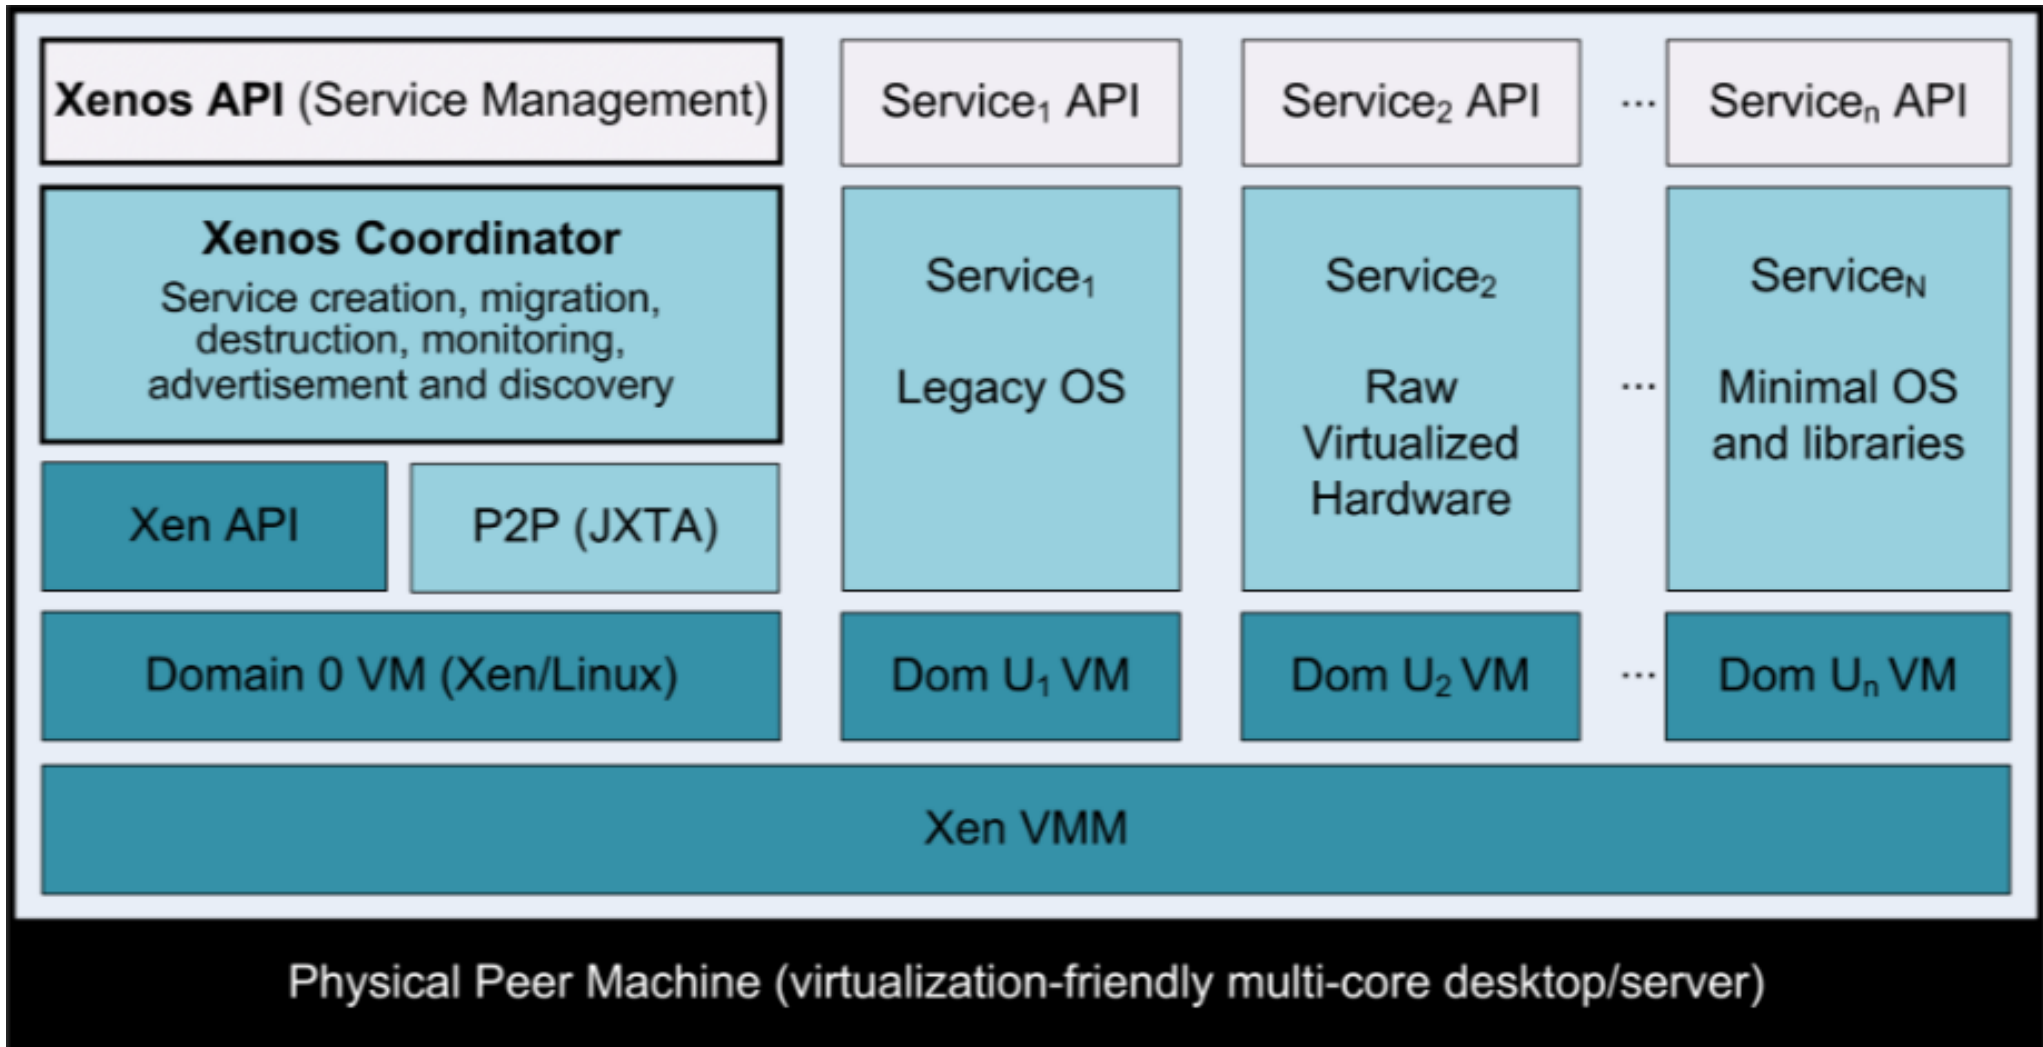 Xenos API (Service Management)
Service₁ API
Service₂ API
...
Serviceₙ API
Xenos Coordinator
Service creation, migration,
destruction, monitoring,
advertisement and discovery
Service₁
Legacy OS
Service₂
Raw
Virtualized
Hardware
...
Service_N
Minimal OS
and libraries
Xen API
P2P (JXTA)
Domain 0 VM (Xen/Linux)
Dom U₁ VM
Dom U₂ VM
...
Dom Uₙ VM
Xen VMM
Physical Peer Machine (virtualization-friendly multi-core desktop/server)